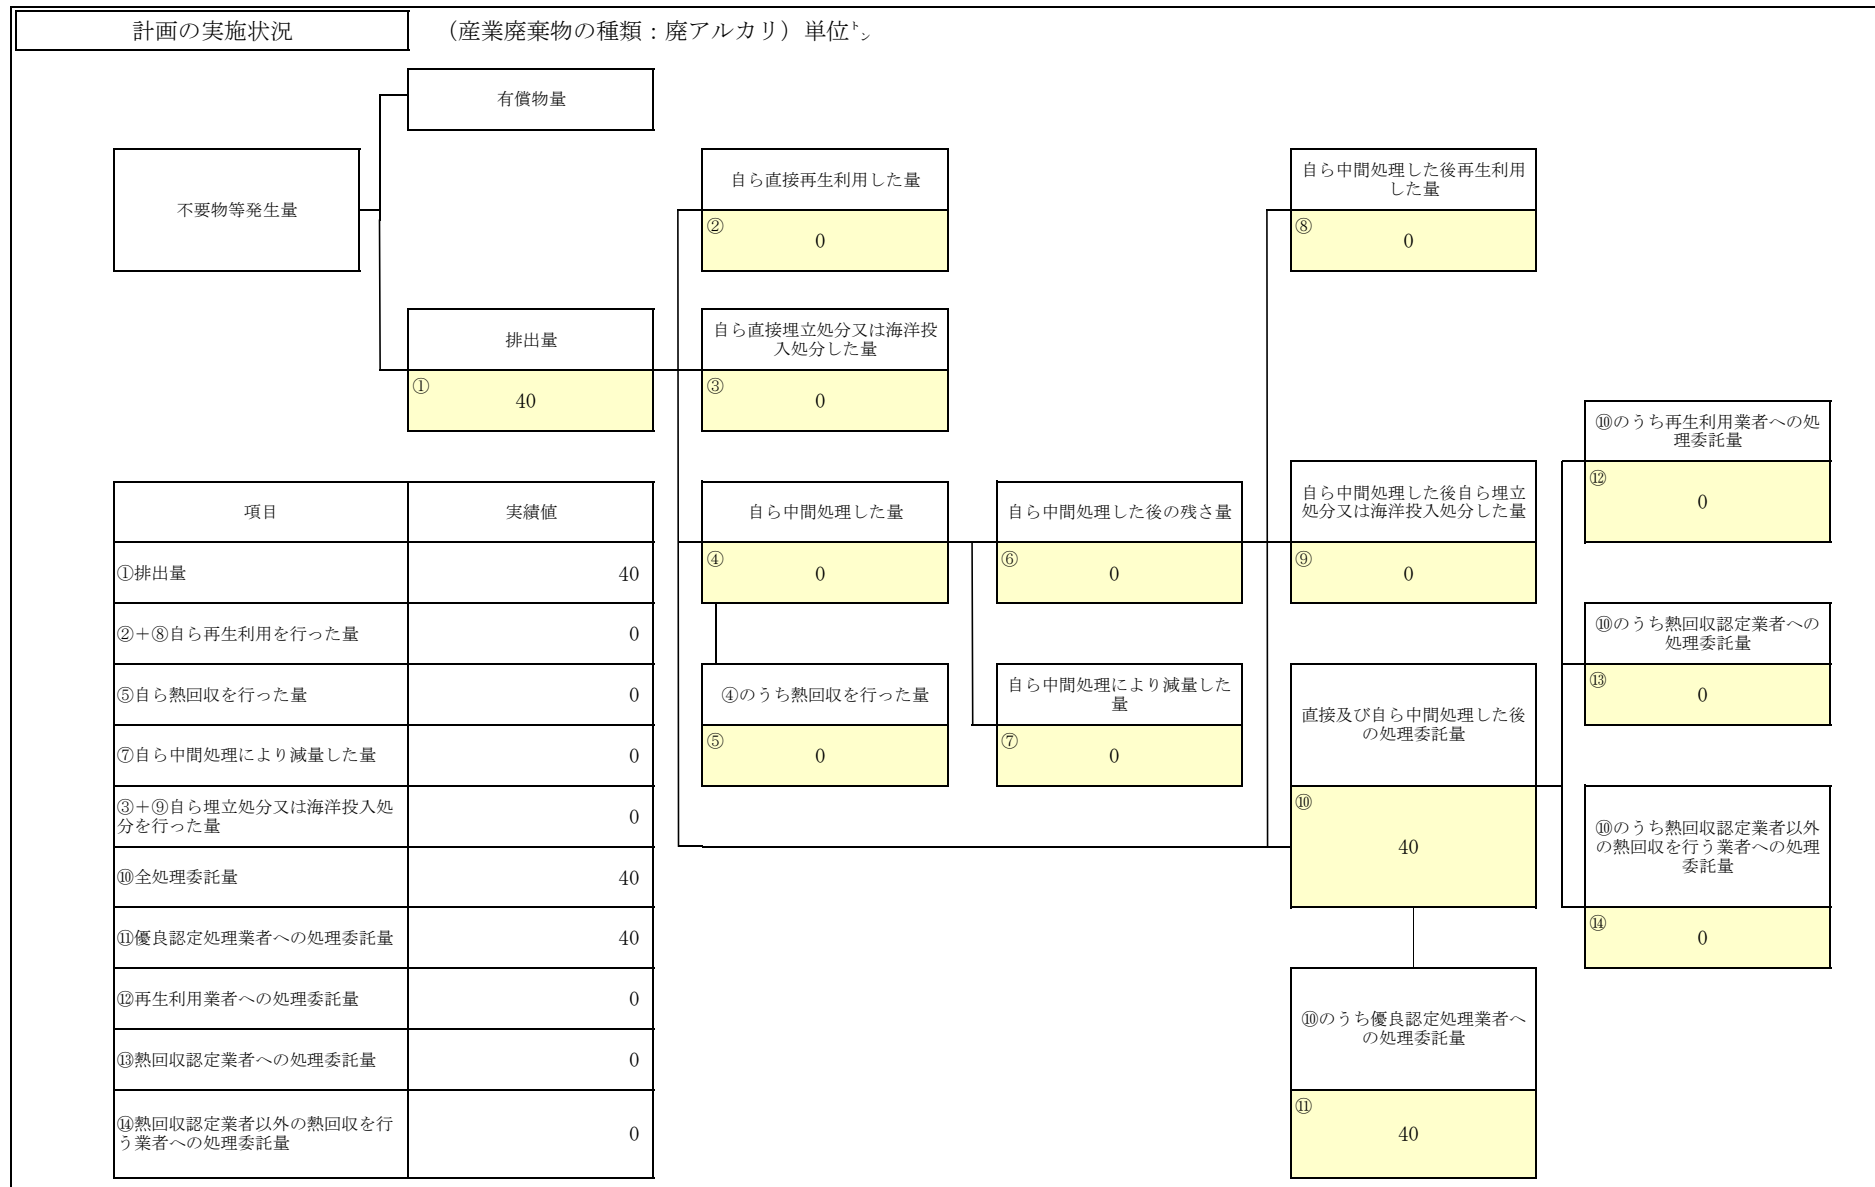 計画の実施状況
（産業廃棄物の種類：廃アルカリ）単位㌧
有償物量
不要物等発生量
自ら直接再生利用した量
②
0
自ら中間処理した後再生利用
した量
⑧
0
排出量
①
40
自ら直接埋立処分又は海洋投
入処分した量
③
0
⑩のうち再生利用業者への処
理委託量
⑫
0
項目
実績値
①排出量
40
②＋⑧自ら再生利用を行った量
0
⑤自ら熱回収を行った量
0
⑦自ら中間処理により減量した量
0
③＋⑨自ら埋立処分又は海洋投入処
分を行った量
0
⑩全処理委託量
40
⑪優良認定処理業者への処理委託量
40
⑫再生利用業者への処理委託量
0
⑬熱回収認定業者への処理委託量
0
⑭熱回収認定業者以外の熱回収を行
う業者への処理委託量
0
自ら中間処理した量
④
0
自ら中間処理した後の残さ量
⑥
0
自ら中間処理した後自ら埋立
処分又は海洋投入処分した量
⑨
0
④のうち熱回収を行った量
⑤
0
自ら中間処理により減量した
量
⑦
0
直接及び自ら中間処理した後
の処理委託量
⑩
40
⑩のうち熱回収認定業者への
処理委託量
⑬
0
⑩のうち熱回収認定業者以外
の熱回収を行う業者への処理
委託量
⑭
0
⑩のうち優良認定処理業者へ
の処理委託量
⑪
40